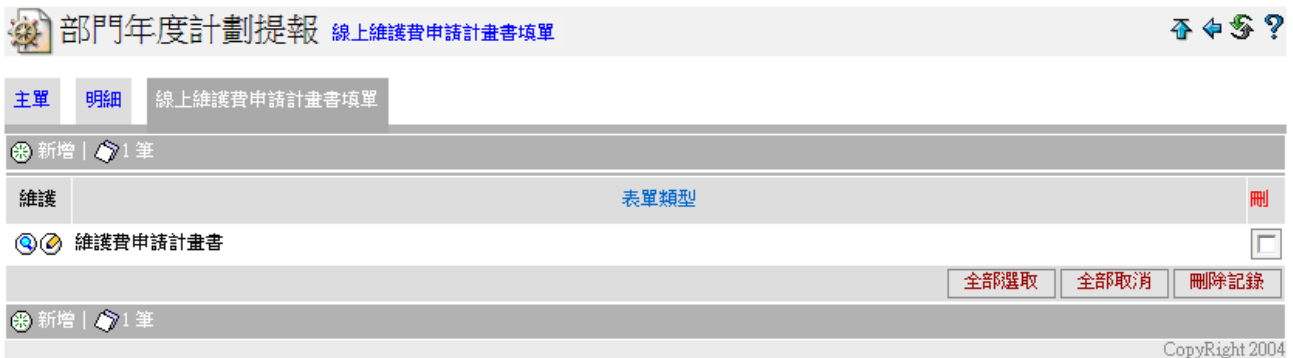 部門年度計劃提報 線上維護費申請計畫書填單
主單 明細 線上維護費申請計畫書填單
新增 | 1 筆
維護 表單類型 刪
維護費申請計畫書
全部選取 全部取消 刪除記錄
新增 | 1 筆
CopyRight 2004